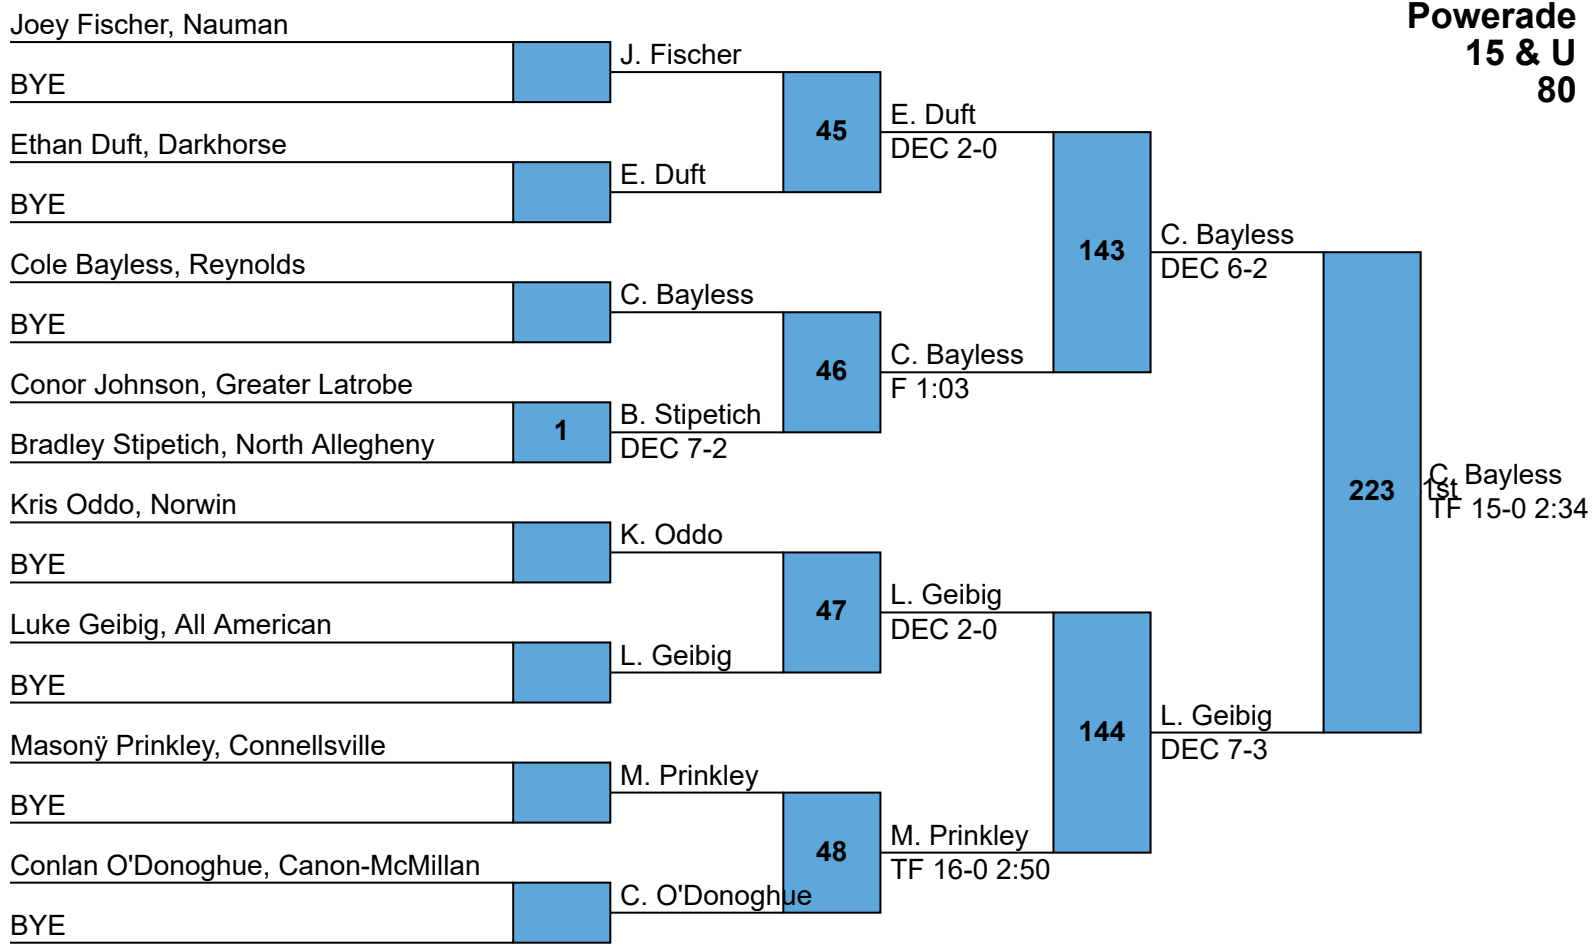 Powerade
15 & U
80
Joey Fischer, Nauman
BYE
Ethan Duft, Darkhorse
BYE
Cole Bayless, Reynolds
BYE
Conor Johnson, Greater Latrobe
Bradley Stipetich, North Allegheny
Kris Oddo, Norwin
BYE
Luke Geibig, All American
BYE
Masonÿ Prinkley, Connellsville
BYE
Conlan O'Donoghue, Canon-McMillan
BYE
1
J. Fischer
E. Duft
C. Bayless
B. Stipetich
DEC 7-2
K. Oddo
L. Geibig
M. Prinkley
C. O'Donoghue
45
46
47
48
E. Duft
DEC 2-0
C. Bayless
F 1:03
L. Geibig
DEC 2-0
M. Prinkley
TF 16-0 2:50
143
144
C. Bayless
DEC 6-2
L. Geibig
DEC 7-3
223
C. Bayless
1st
TF 15-0 2:34